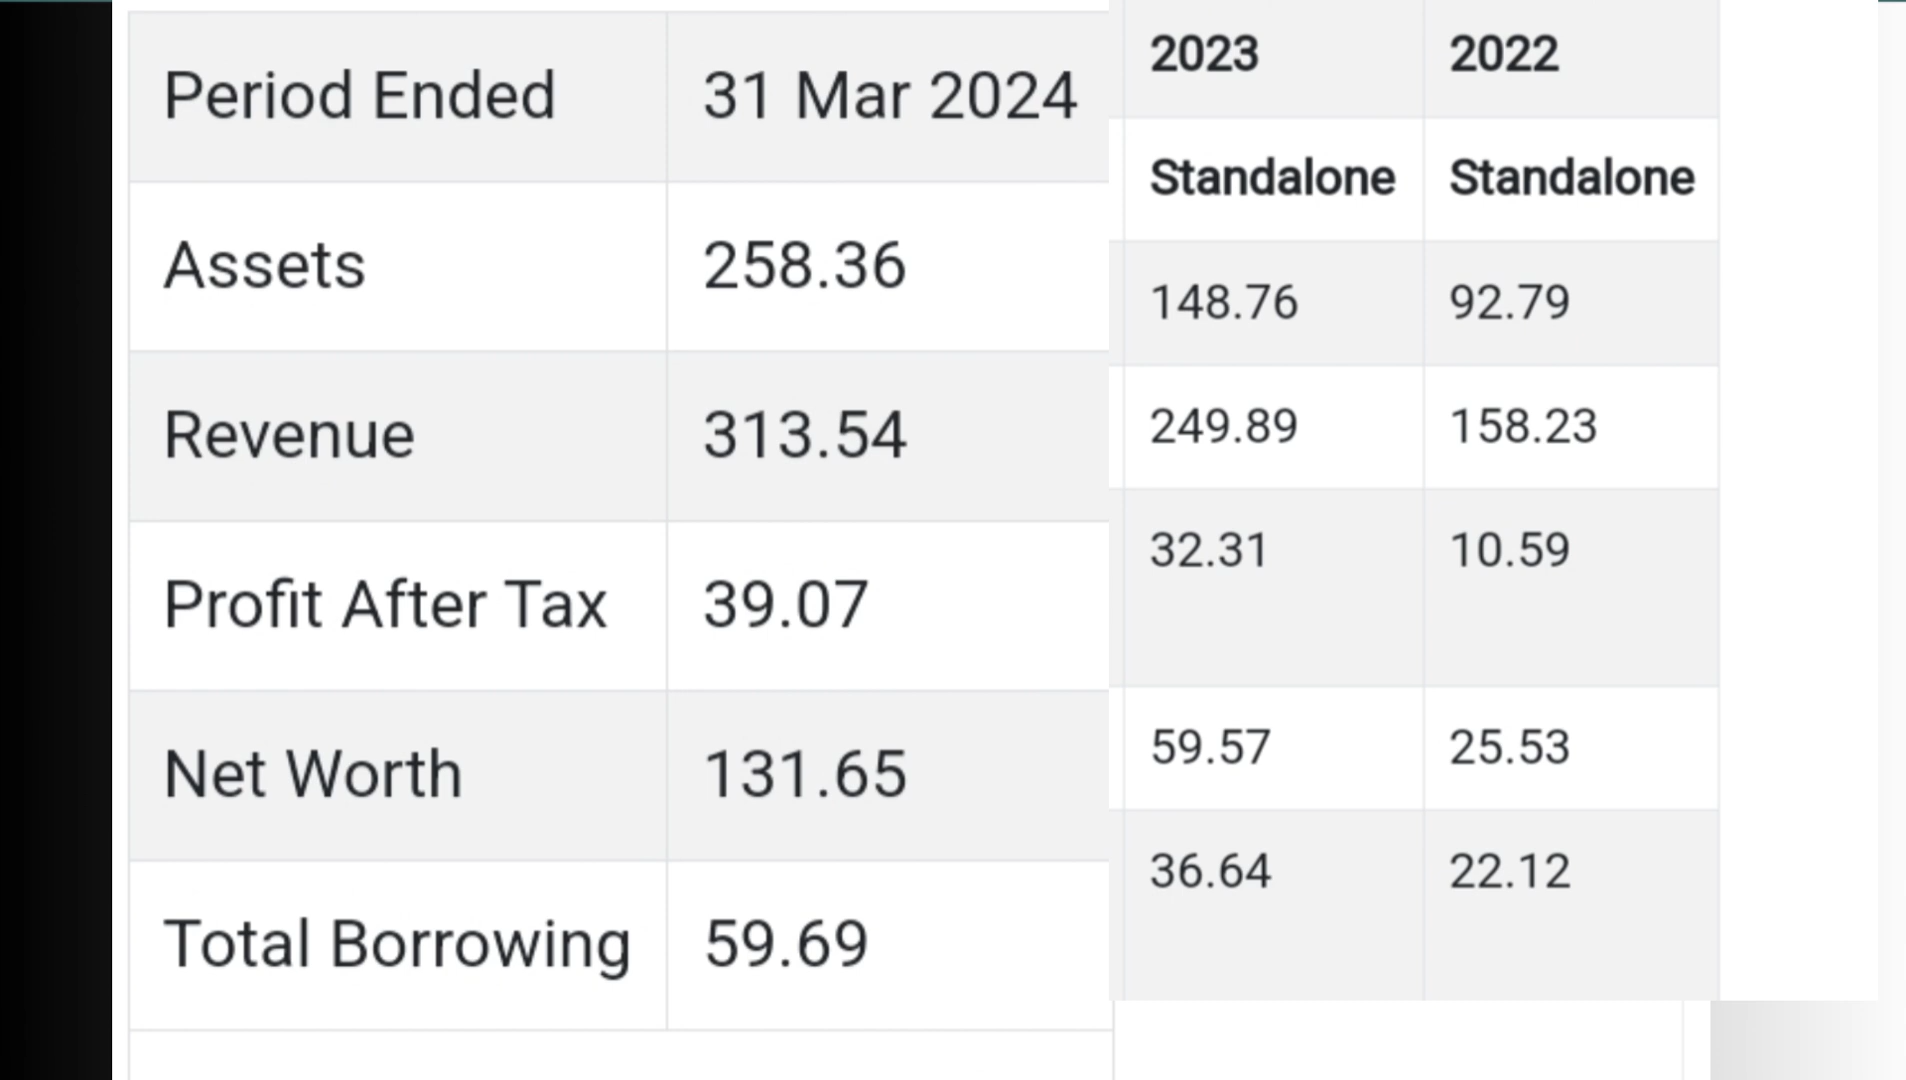 Period Ended 31 Mar 2024 2023 2022
Standalone Standalone
Assets 258.36 148.76 92.79
Revenue 313.54 249.89 158.23
Profit After Tax 39.07 32.31 10.59
Net Worth 131.65 59.57 25.53
Total Borrowing 59.69 36.64 22.12